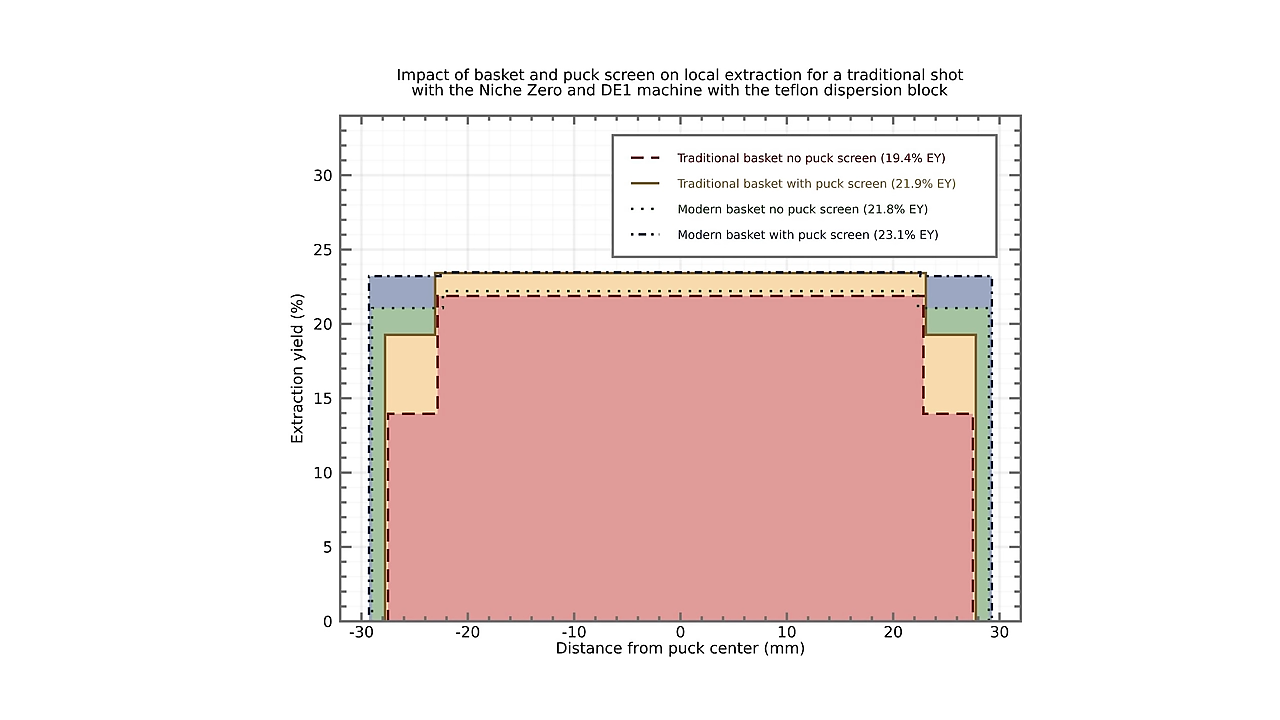 Impact of basket and puck screen on local extraction for a traditional shot
with the Niche Zero and DE1 machine with the teflon dispersion block
Traditional basket no puck screen (19.4% EY)
Traditional basket with puck screen (21.9% EY)
Modern basket no puck screen (21.8% EY)
Modern basket with puck screen (23.1% EY)
Extraction yield (%)
30
25
20
15
10
5
0
-30 -20 -10 0 10 20 30
Distance from puck center (mm)